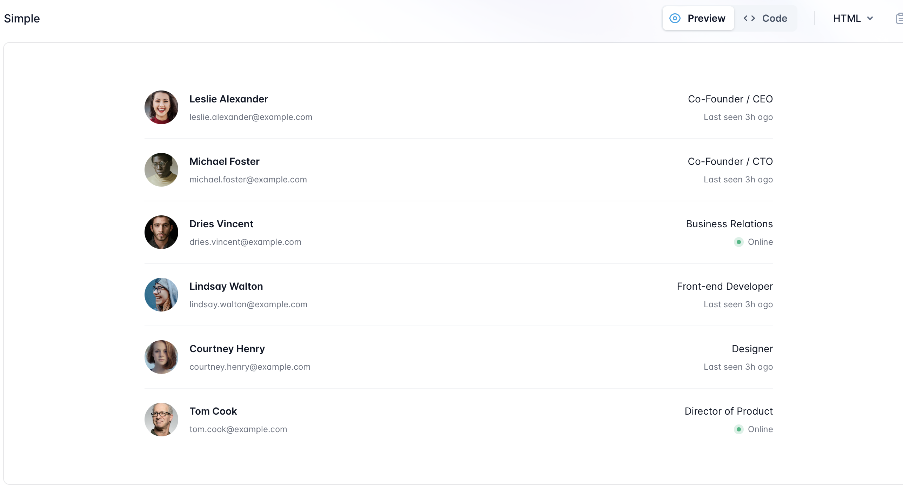 Simple
Preview
Code
HTML
Leslie Alexander
Co-Founder / CEO
leslie.alexander@example.com
Last seen 3h ago
Michael Foster
Co-Founder / CTO
michael.foster@example.com
Last seen 3h ago
Dries Vincent
Business Relations
dries.vincent@example.com
Online
Lindsay Walton
Front-end Developer
lindsay.walton@example.com
Last seen 3h ago
Courtney Henry
Designer
courtney.henry@example.com
Last seen 3h ago
Tom Cook
Director of Product
tom.cook@example.com
Online